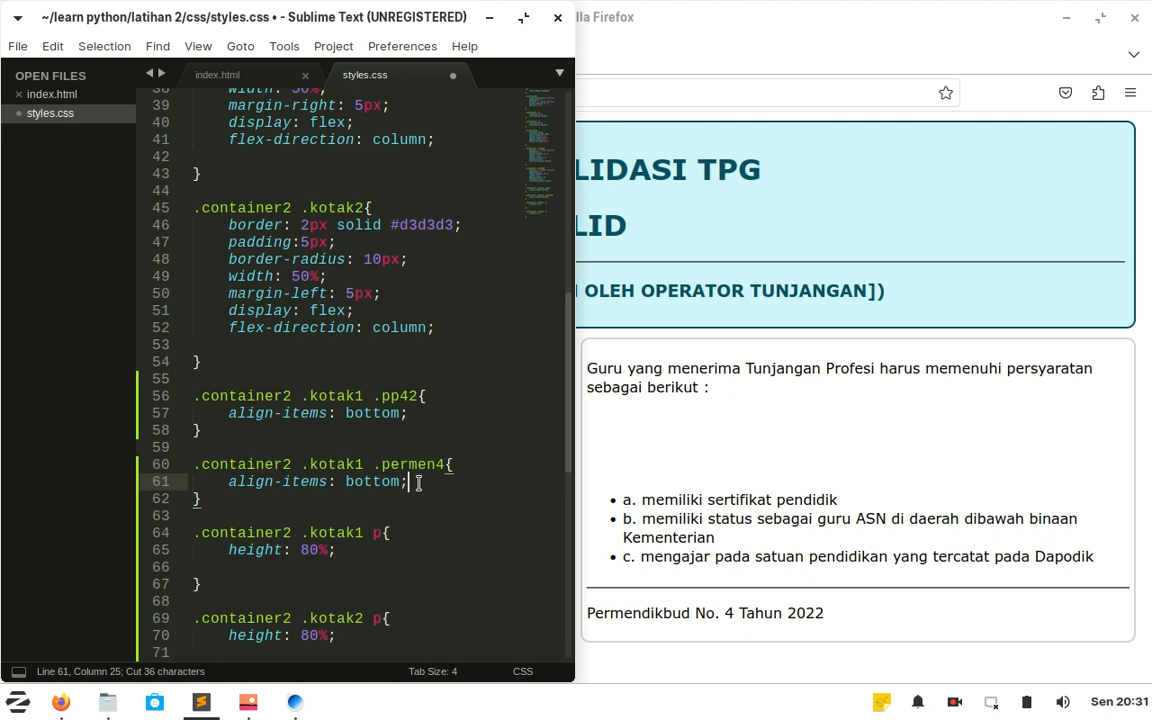 ~/learn python/latihan 2/css/styles.css • - Sublime Text (UNREGISTERED)
File Edit Selection Find View Goto Tools Project Preferences Help
OPEN FILES
index.html
styles.css
index.html
styles.css
38 width: 50%;
39 margin-right: 5px;
40 display: flex;
41 flex-direction: column;
42
43 }
44
45 .container2 .kotak2{
46 border: 2px solid #d3d3d3;
47 padding:5px;
48 border-radius: 10px;
49 width: 50%;
50 margin-left: 5px;
51 display: flex;
52 flex-direction: column;
53
54 }
55
56 .container2 .kotak1 .pp42{
57 align-items: bottom;
58 }
59
60 .container2 .kotak1 .permen4{
61 align-items: bottom;
62 }
63
64 .container2 .kotak1 p{
65 height: 80%;
66
67 }
68
69 .container2 .kotak2 p{
70 height: 80%;
71
Line 61, Column 25; Cut 36 characters
Tab Size: 4
CSS
lla Firefox
LIDASI TPG
LID
OLEH OPERATOR TUNJANGAN])
Guru yang menerima Tunjangan Profesi harus memenuhi persyaratan
sebagai berikut :
• a. memiliki sertifikat pendidik
• b. memiliki status sebagai guru ASN di daerah dibawah binaan
Kementerian
• c. mengajar pada satuan pendidikan yang tercatat pada Dapodik
Permendikbud No. 4 Tahun 2022
Sen 20:31